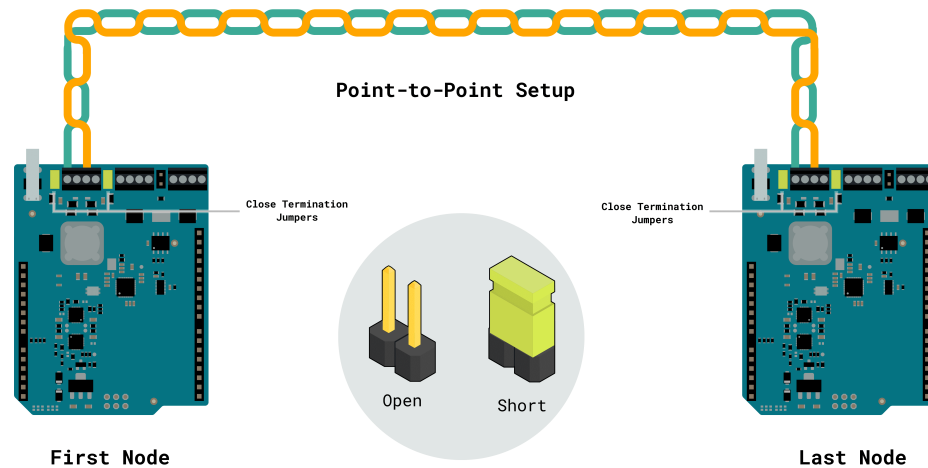 Point-to-Point Setup
Close Termination
Jumpers
Close Termination
Jumpers
Open
Short
First Node
Last Node